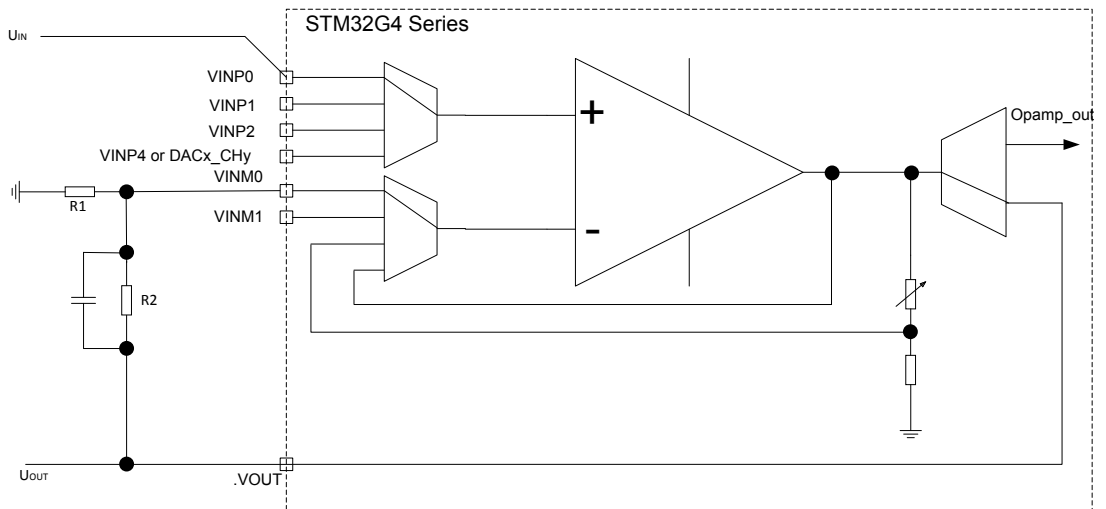 STM32G4 Series
UIN
VINP0
VINP1
VINP2
VINP4 or DACx_CHy
VINM0
VINM1
R1
R2
+
-
Opamp_out
UOUT
.VOUT